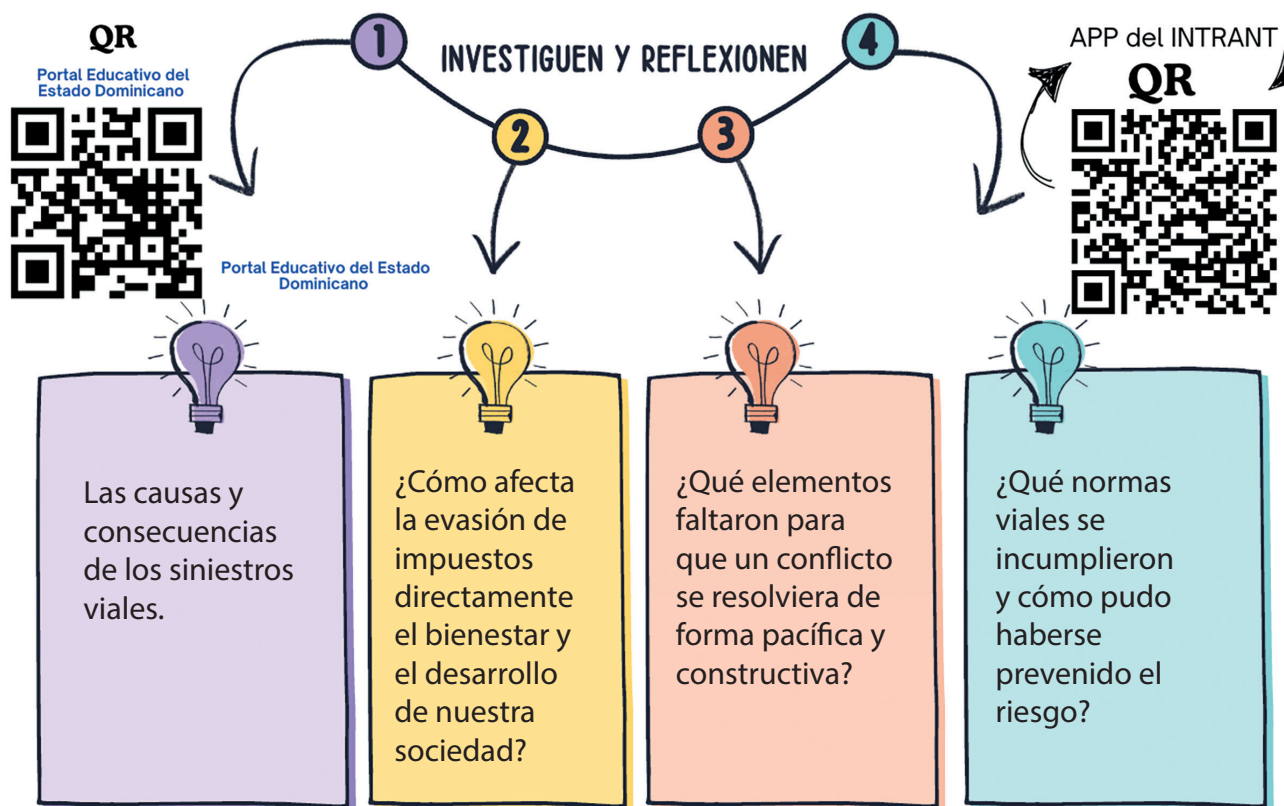 QR
Portal Educativo del
Estado Dominicano
1
INVESTIGUEN Y REFLEXIONEN
4
APP del INTRANT
QR
2
3
Portal Educativo del Estado
Dominicano
Las causas y
consecuencias
de los siniestros
viales.
¿Cómo afecta
la evasión de
impuestos
directamente
el bienestar y
el desarrollo
de nuestra
sociedad?
¿Qué elementos
faltaron para
que un conflicto
se resolviera de
forma pacífica y
constructiva?
¿Qué normas
viales se
incumplieron
y cómo pudo
haberse
prevenido el
riesgo?